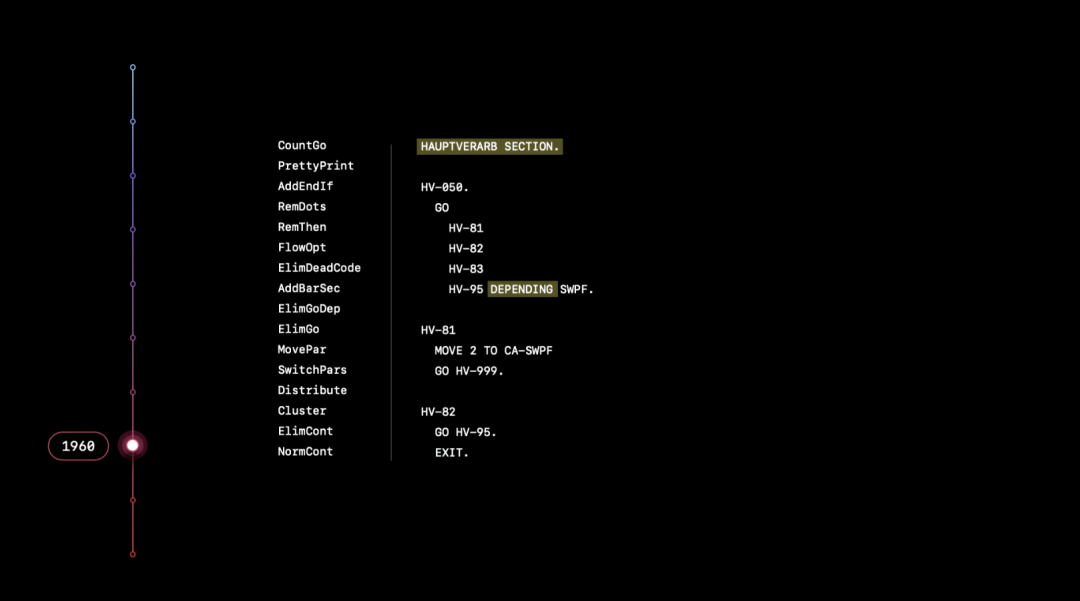 CountGo
PrettyPrint
AddEndIf
RemDots
RemThen
FlowOpt
ElimDeadCode
AddBarSec
ElimGoDep
ElimGo
MovePar
SwitchPars
Distribute
Cluster
ElimCont
NormCont
HAUPTVERARB SECTION.
HV-050.
GO
HV-81
HV-82
HV-83
HV-95 DEPENDING SWPF.
HV-81
MOVE 2 TO CA-SWPF
GO HV-999.
HV-82
GO HV-95.
EXIT.
1960